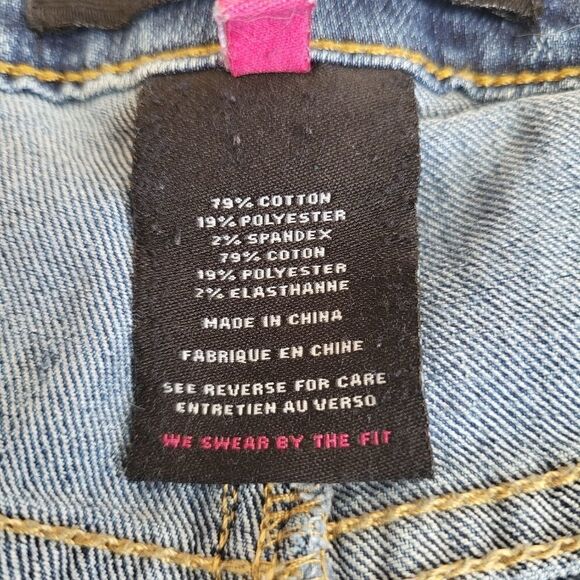 79% COTTON
19% POLYESTER
2% SPANDEX
79% COTON
19% POLYESTER
2% ELASTHANNE
MADE IN CHINA
FABRIQUE EN CHINE
SEE REVERSE FOR CARE
ENTRETIEN AU VERSO
WE SWEAR BY THE FIT